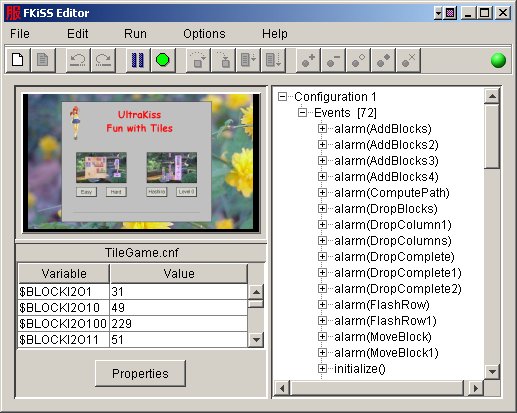 服 FKiSS Editor
File Edit Run Options Help
UltraKiss
Fun with Tiles
Easy Hard Level 0
TileGame.cnf
Variable Value
$BLOCKI2O1 31
$BLOCKI2O10 49
$BLOCKI2O100 229
$BLOCKI2O11 51
Properties
Configuration 1
Events [72]
alarm(AddBlocks)
alarm(AddBlocks2)
alarm(AddBlocks3)
alarm(AddBlocks4)
alarm(ComputePath)
alarm(DropBlocks)
alarm(DropColumn1)
alarm(DropColumns)
alarm(DropComplete)
alarm(DropComplete1)
alarm(DropComplete2)
alarm(FlashRow)
alarm(FlashRow1)
alarm(MoveBlock)
alarm(MoveBlock1)
initialize()